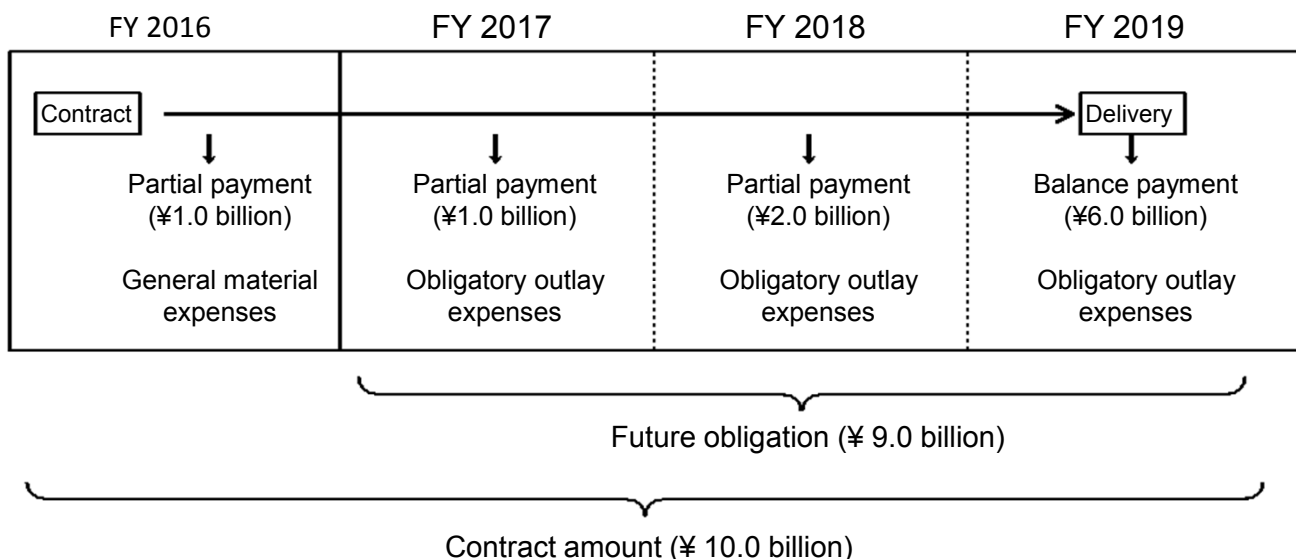 FY 2016 FY 2017 FY 2018 FY 2019
Contract Delivery
Partial payment Partial payment Partial payment Balance payment
(¥1.0 billion) (¥1.0 billion) (¥2.0 billion) (¥6.0 billion)
General material Obligatory outlay Obligatory outlay Obligatory outlay
expenses expenses expenses expenses
Future obligation (¥ 9.0 billion)
Contract amount (¥ 10.0 billion)